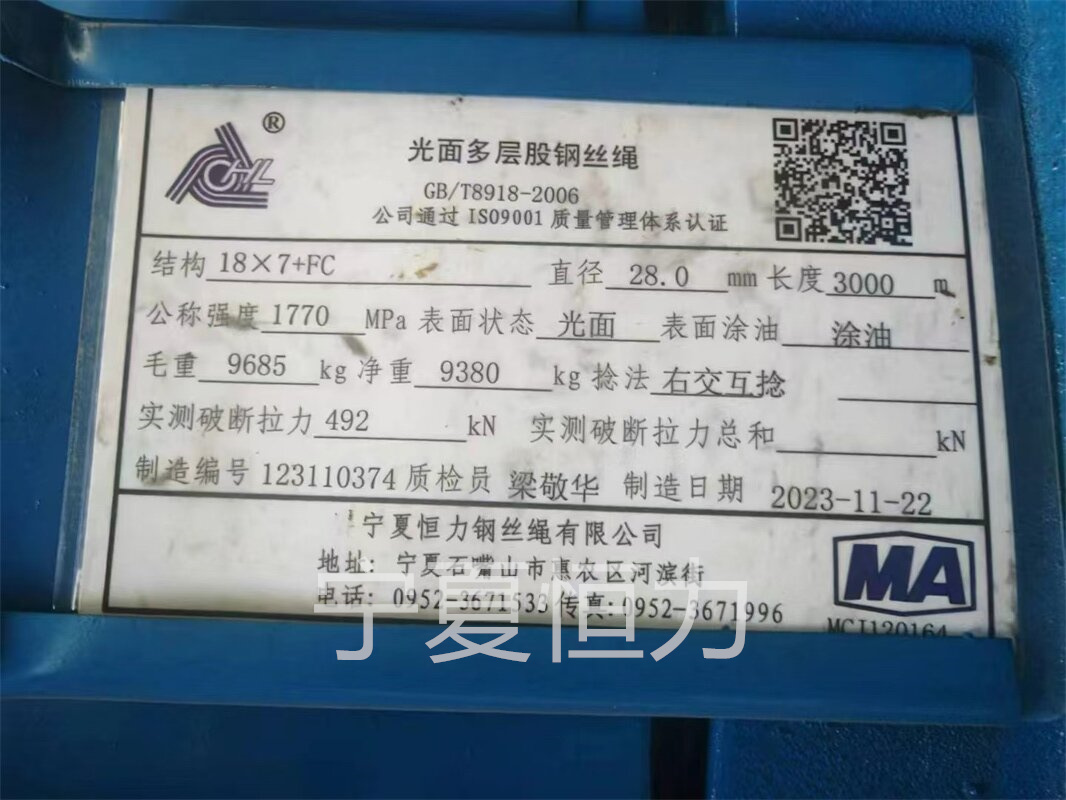 ®
光面多层股钢丝绳
GB/T8918-2006
公司通过 ISO9001 质量管理体系认证
结构 18×7+FC 直径 28.0 mm 长度 3000 m
公称强度 1770 MPa 表面状态 光面 表面涂油 涂油
毛重 9685 kg 净重 9380 kg 捻法 右交互捻
实测破断拉力 492 kN 实测破断拉力总和 kN
制造编号 123110374 质检员 梁敬华 制造日期 2023-11-22
宁夏恒力钢丝绳有限公司
地址: 宁夏石嘴山市惠农区河滨街
电话: 0952-3671533 传真: 0952-3671996
MA
MCJ120164
宁夏恒力